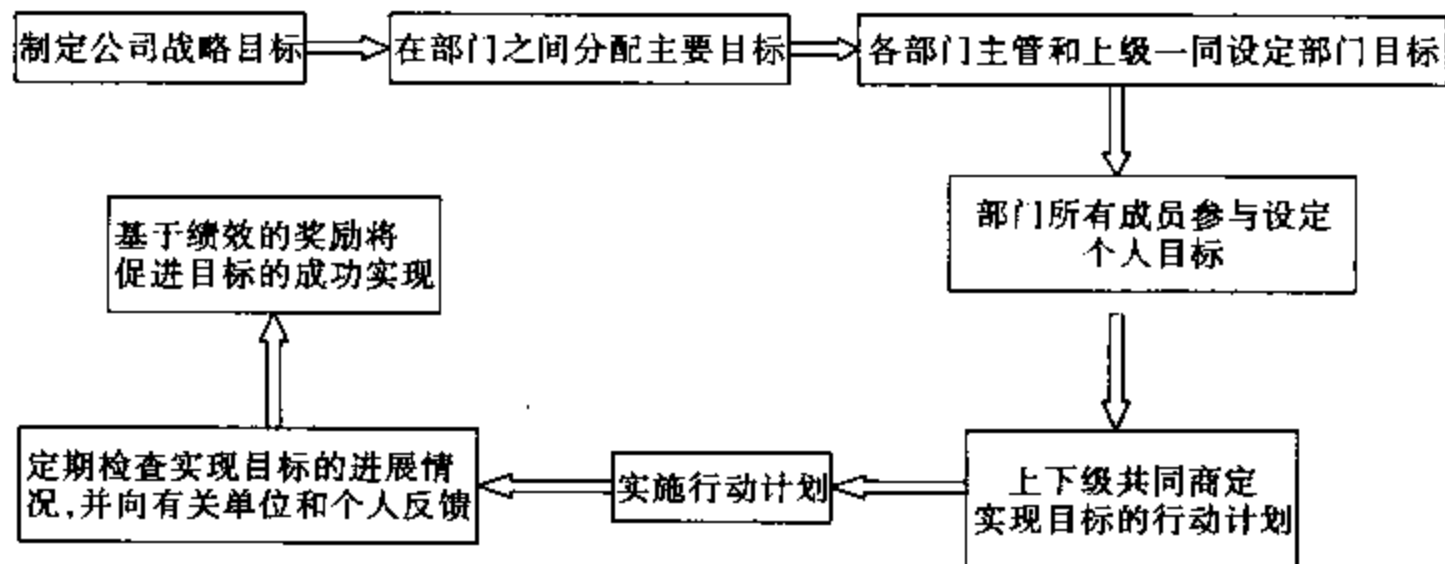 制定公司战略目标
在部门之间分配主要目标
各部门主管和上级一同设定部门目标
部门所有成员参与设定
个人目标
上下级共同商定
实现目标的行动计划
实施行动计划
定期检查实现目标的进展情
况,并向有关单位和个人反馈
基于绩效的奖励将
促进目标的成功实现